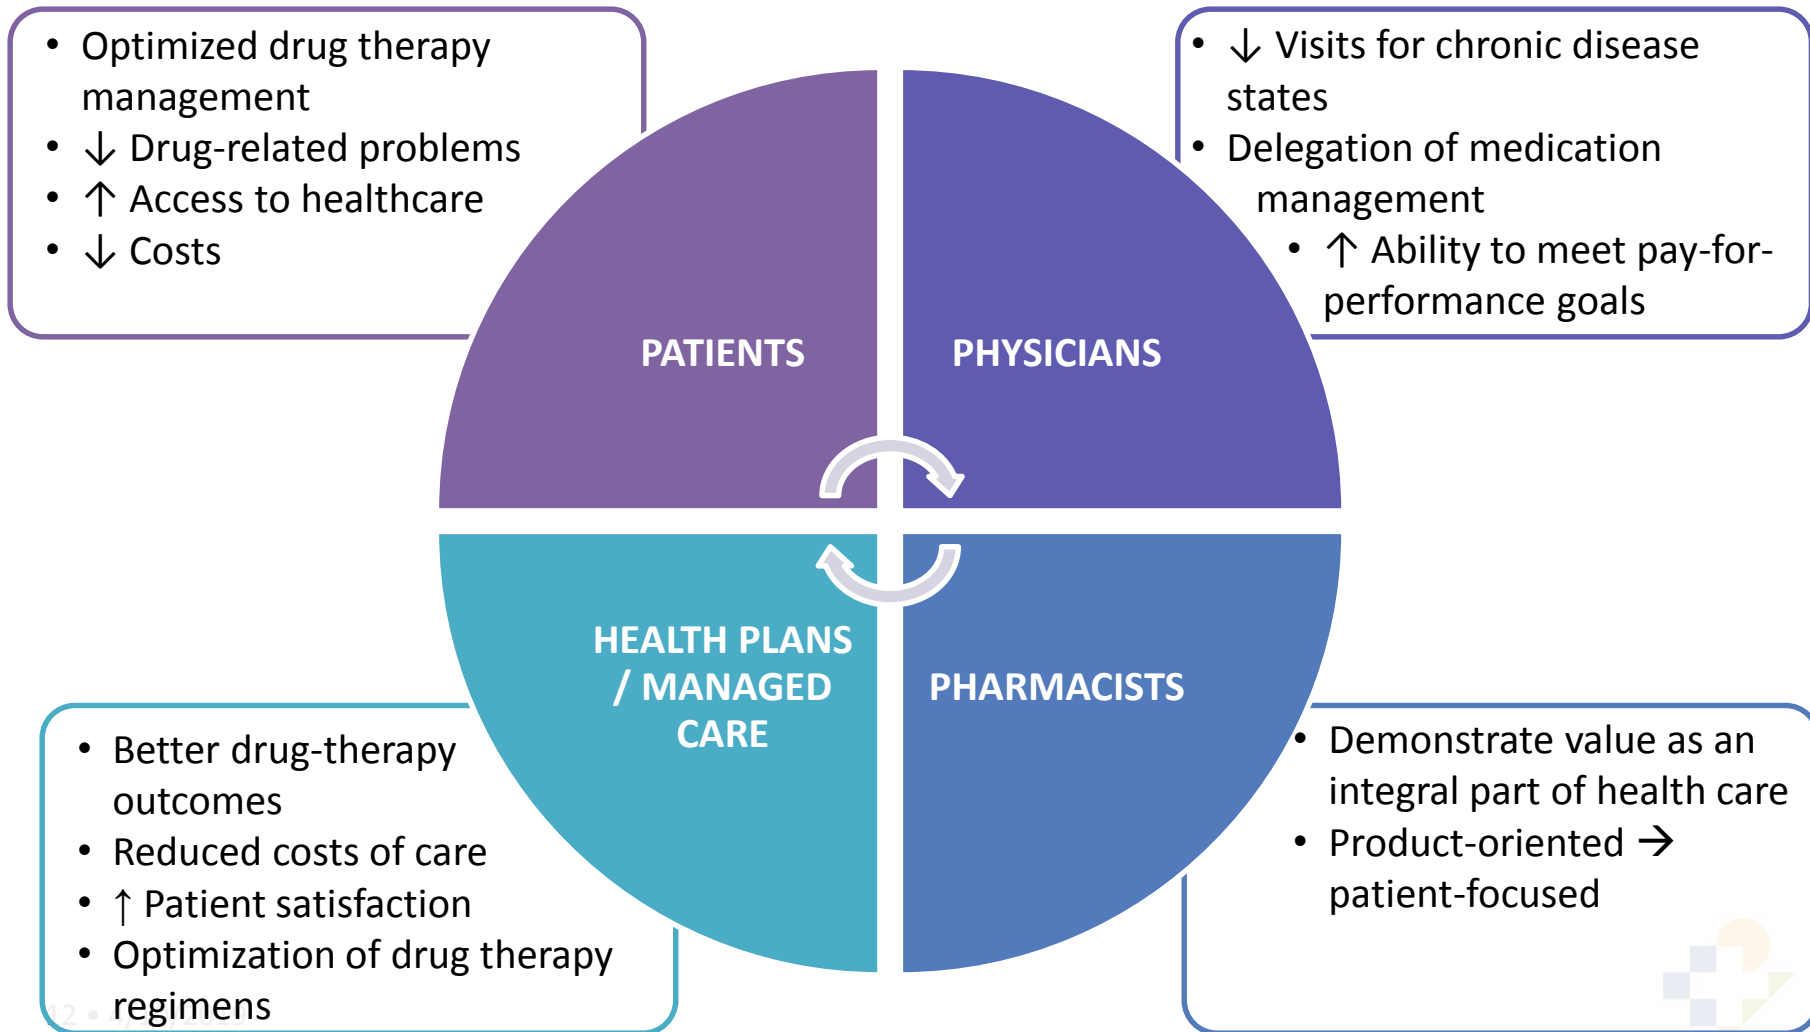 • Optimized drug therapy
management
• ↓ Drug-related problems
• ↑ Access to healthcare
• ↓ Costs
• ↓ Visits for chronic disease
states
• Delegation of medication
management
• ↑ Ability to meet pay-for-
performance goals
PATIENTS
PHYSICIANS
HEALTH PLANS
/ MANAGED
CARE
PHARMACISTS
• Better drug-therapy
outcomes
• Reduced costs of care
• ↑ Patient satisfaction
• Optimization of drug therapy
regimens
• Demonstrate value as an
integral part of health care
• Product-oriented →
patient-focused
12 •